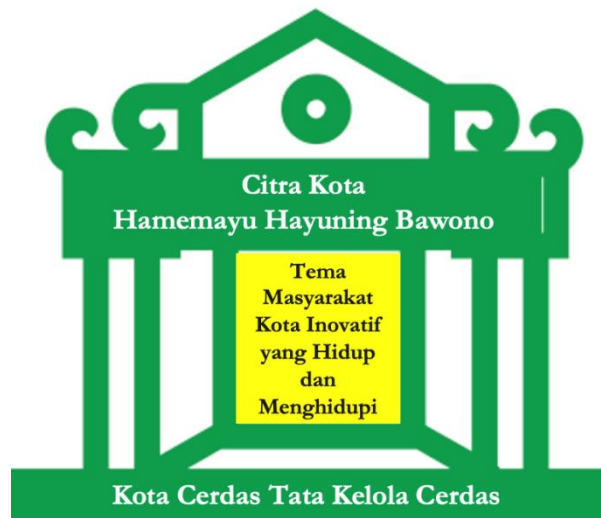 Citra Kota
Hamemayu Hayuning Bawono
Tema
Masyarakat
Kota Inovatif
yang Hidup
dan
Menghidupi
Kota Cerdas Tata Kelola Cerdas